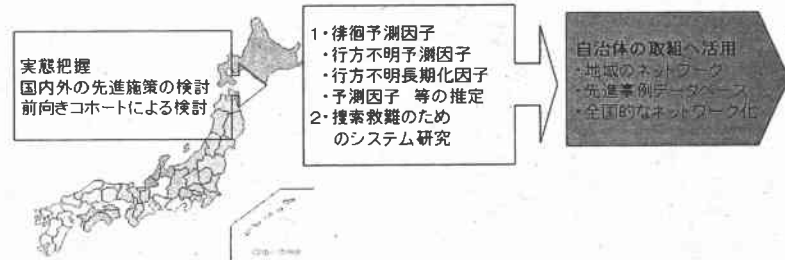 実態把握
国内外の先進施策の検討
前向きコホートによる検討
1・徘徊予測因子
・行方不明予測因子
・行方不明長期化因子
・予測因子 等の推定
2・捜索救難のため
のシステム研究
自治体の取組へ活用
・地域のネットワーク
・先進事例データベース
・全国的なネットワーク化